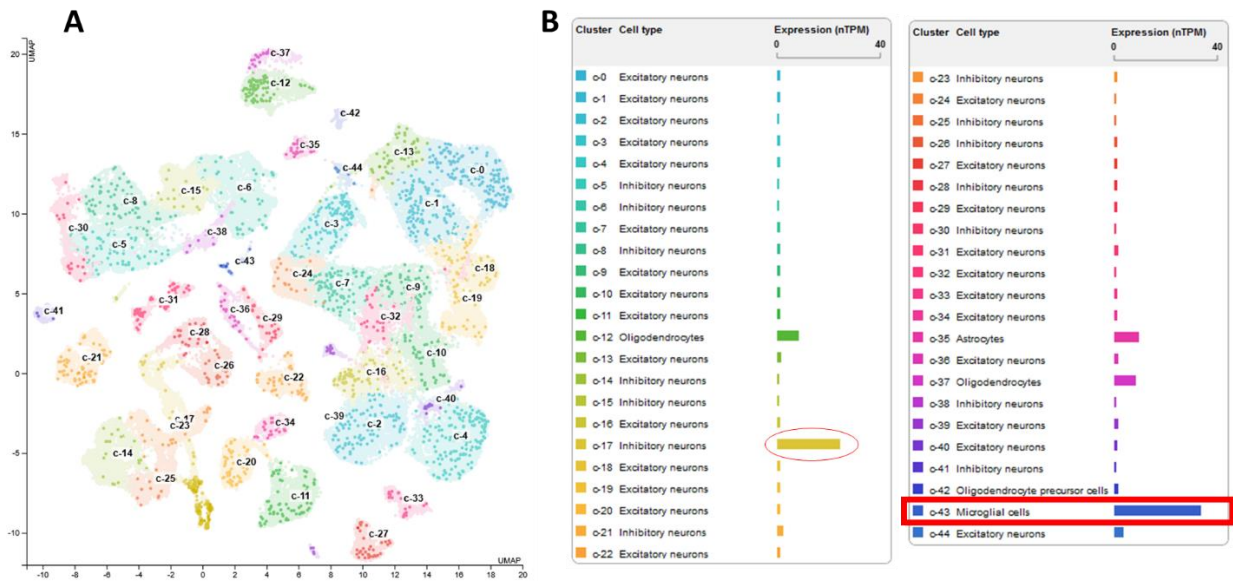 A
UMAP
20
15
10
5
0
-5
-10
-10 -8 -6 -4 -2 0 2 4 6 8 10 12 14 16 18 20
UMAP
c-37
c-12
c-42
c-35
c-44
c-13
c-0
c-15
c-6
c-8
c-1
c-30
c-3
c-38
c-5
c-43
c-18
c-24
c-7
c-9
c-31
c-19
c-41
c-36
c-29
c-32
c-28
c-21
c-26
c-10
c-22
c-16
c-40
c-17
c-39
c-23
c-34
c-2
c-4
c-14
c-20
c-25
c-11
c-33
c-27
B
Cluster Cell type Expression (nTPM)
0 40
c-0 Excitatory neurons
c-1 Excitatory neurons
c-2 Excitatory neurons
c-3 Excitatory neurons
c-4 Excitatory neurons
c-5 Inhibitory neurons
c-6 Inhibitory neurons
c-7 Excitatory neurons
c-8 Inhibitory neurons
c-9 Excitatory neurons
c-10 Excitatory neurons
c-11 Excitatory neurons
c-12 Oligodendrocytes
c-13 Excitatory neurons
c-14 Inhibitory neurons
c-15 Inhibitory neurons
c-16 Excitatory neurons
c-17 Inhibitory neurons
c-18 Excitatory neurons
c-19 Excitatory neurons
c-20 Excitatory neurons
c-21 Inhibitory neurons
c-22 Excitatory neurons
Cluster Cell type Expression (nTPM)
0 40
c-23 Inhibitory neurons
c-24 Excitatory neurons
c-25 Inhibitory neurons
c-26 Inhibitory neurons
c-27 Excitatory neurons
c-28 Inhibitory neurons
c-29 Excitatory neurons
c-30 Inhibitory neurons
c-31 Excitatory neurons
c-32 Excitatory neurons
c-33 Excitatory neurons
c-34 Excitatory neurons
c-35 Astrocytes
c-36 Excitatory neurons
c-37 Oligodendrocytes
c-38 Inhibitory neurons
c-39 Excitatory neurons
c-40 Excitatory neurons
c-41 Inhibitory neurons
c-42 Oligodendrocyte precursor cells
c-43 Microglial cells
c-44 Excitatory neurons